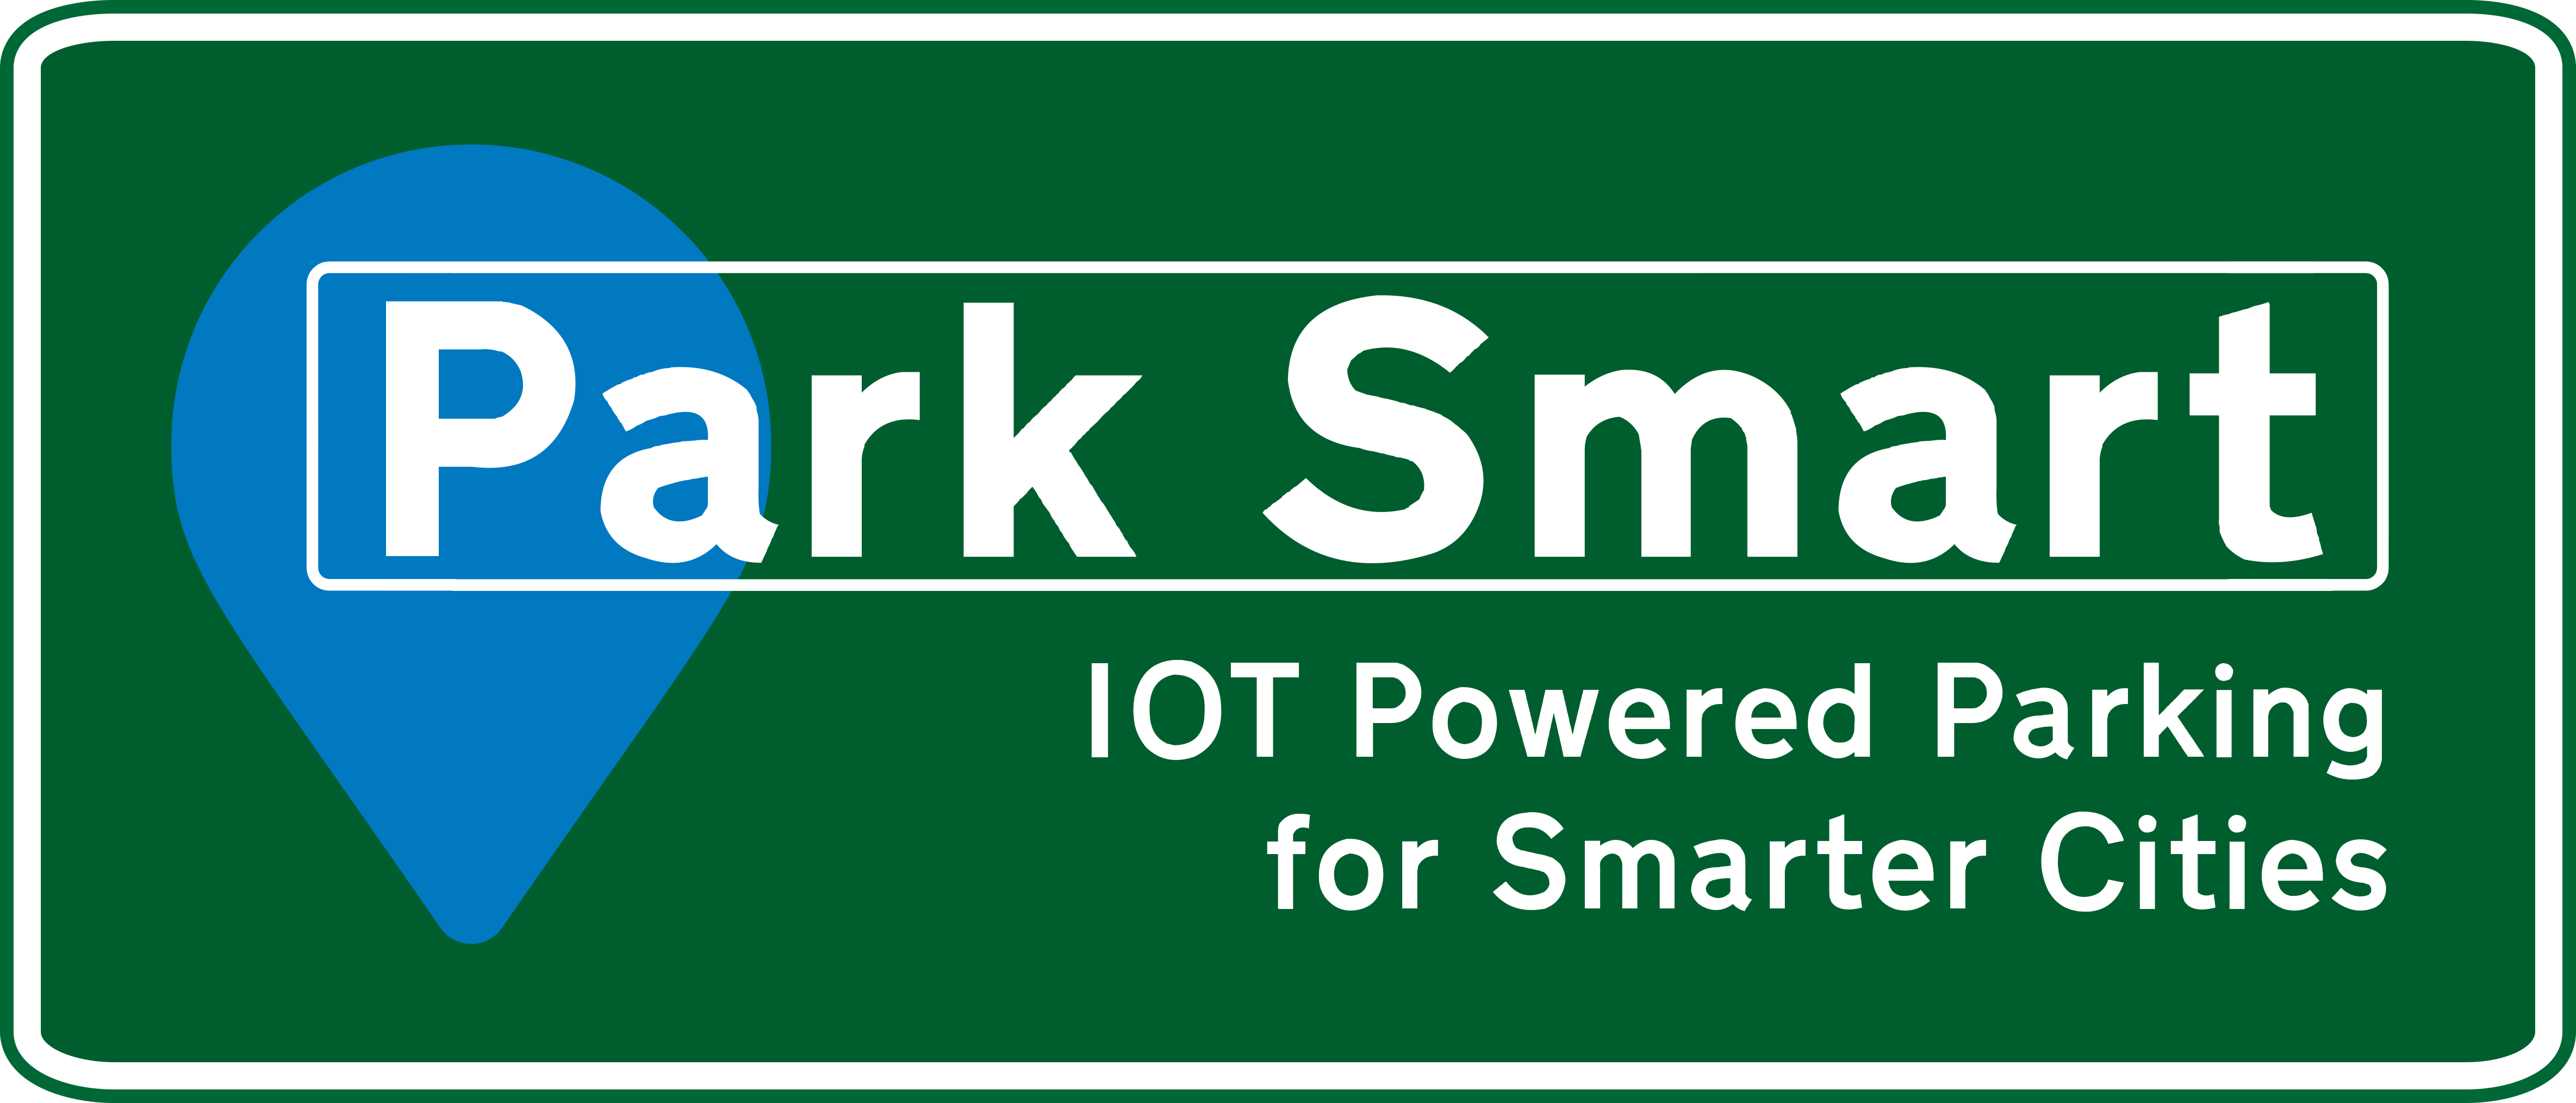 Park Smart
IOT Powered Parking
for Smarter Cities